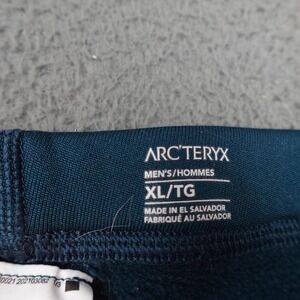 ARC'TERYX
MEN'S/HOMMES
XL/TG
MADE IN EL SALVADOR
FABRIQUÉ AU SALVADOR